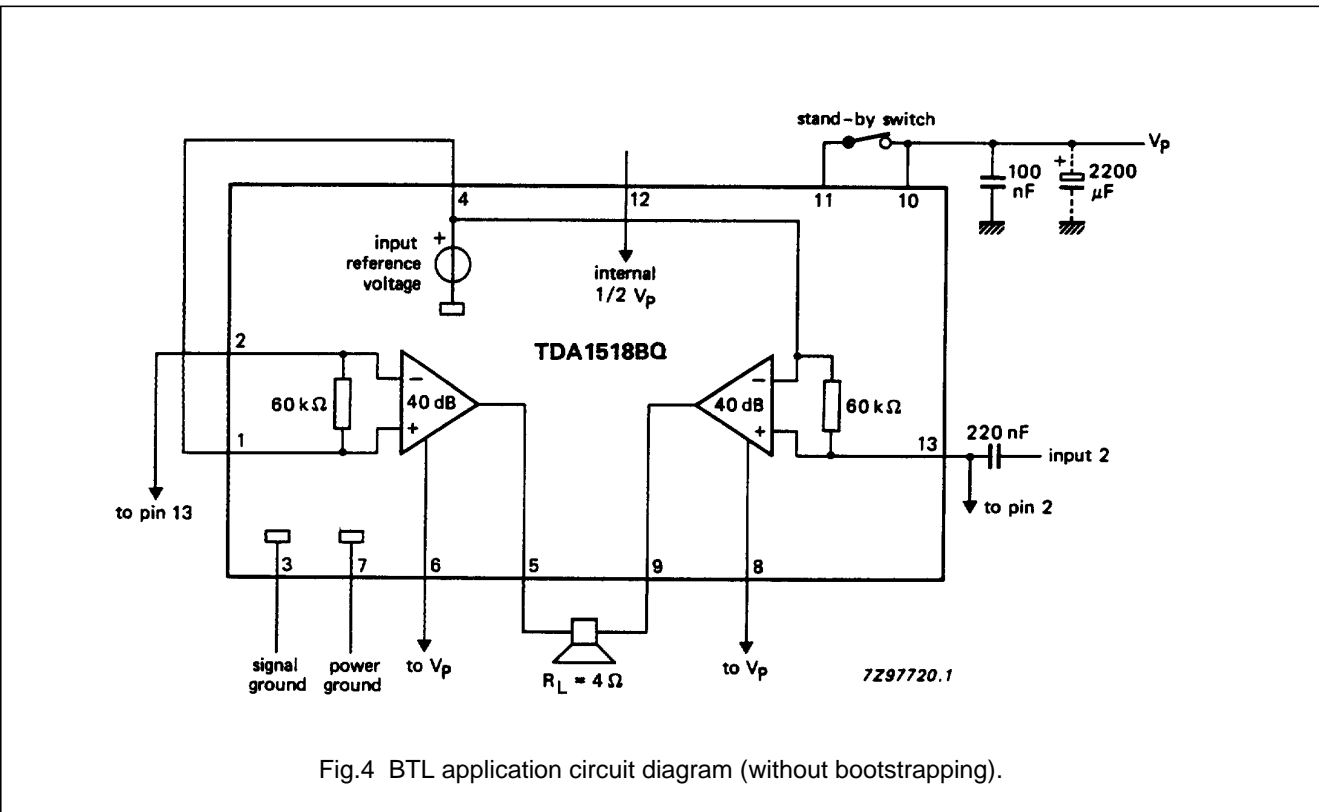 stand-by switch
V_P
100 nF
+ 2200 µF
4
12
11
10
input reference voltage
+
internal 1/2 V_P
TDA1518BQ
2
60 kΩ
−
40 dB
+
1
−
40 dB
+
60 kΩ
13
220 nF
input 2
to pin 13
to pin 2
3
7
6
5
9
8
signal ground
power ground
to V_P
R_L = 4 Ω
to V_P
7Z97720.1
Fig.4 BTL application circuit diagram (without bootstrapping).